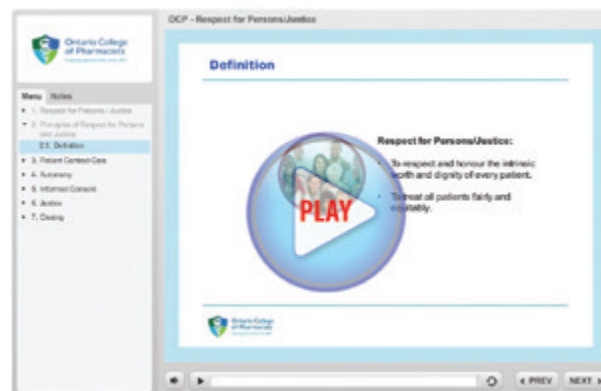 OCP - Respect for Persons/Justice
Ontario College
of Pharmacists
Menu Notes
1. Respect for Persons / Justice
2. Principles of Respect for Persons
and Justice
2.1. Definition
3. Patient Centred Care
4. Autonomy
5. Informed Consent
6. Justice
7. Closing
Definition
Respect for Persons/Justice:
• To respect and honour the intrinsic
worth and dignity of every patient.
• To treat all patients fairly and
equitably.
PLAY
Ontario College
of Pharmacists
PREV
NEXT